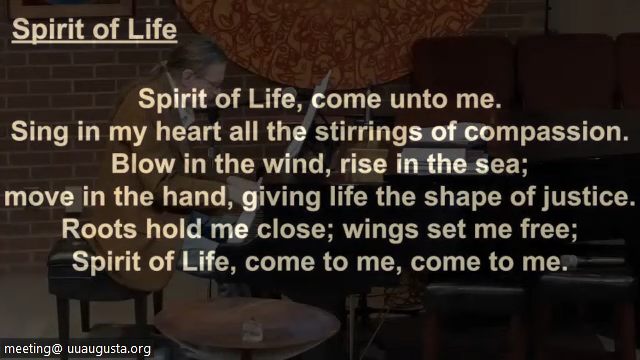 Spirit of Life
Spirit of Life, come unto me.
Sing in my heart all the stirrings of compassion.
Blow in the wind, rise in the sea;
move in the hand, giving life the shape of justice.
Roots hold me close; wings set me free;
Spirit of Life, come to me, come to me.
meeting@ uuaugusta.org